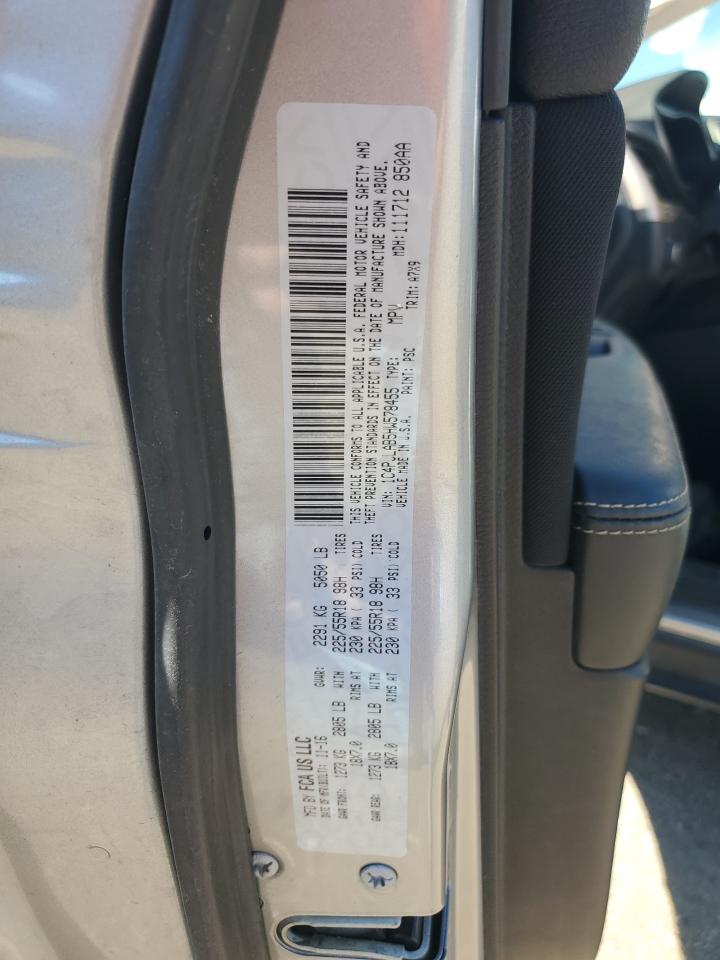 MFD BY FCA US LLC
DATE OF MFR(BUILT): 11-16 GVWR: 2291 KG 5050 LB
GAWR FRONT: 1273 KG 2805 LB WITH 225/55R18 98H TIRES
18X7.0 RIMS AT 230 KPA ( 33 PSI) COLD
GAWR REAR: 1273 KG 2805 LB WITH 225/55R18 98H TIRES
18X7.0 RIMS AT 230 KPA ( 33 PSI) COLD
THIS VEHICLE CONFORMS TO ALL APPLICABLE U.S.A. FEDERAL MOTOR VEHICLE SAFETY AND
THEFT PREVENTION STANDARDS IN EFFECT ON THE DATE OF MANUFACTURE SHOWN ABOVE.
VIN: 1C4PJLAB5HW578455 TYPE: MPV MDH:111712 850AA
VEHICLE MADE IN U.S.A. PAINT: PSC TRIM: A7X9